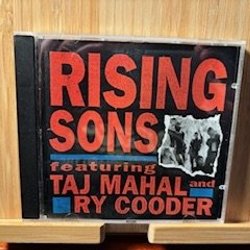 RISING
SONS
featuring
TAJ MAHAL and
RY COODER